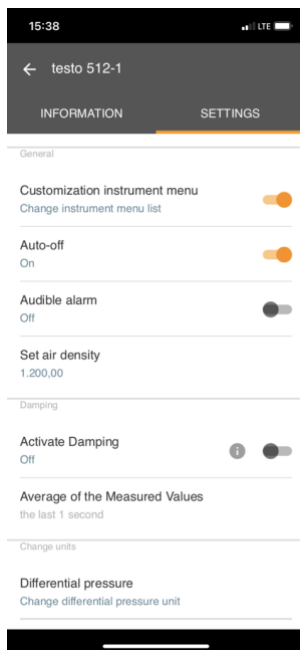 15:38
LTE
testo 512-1
INFORMATION
SETTINGS
General
Customization instrument menu
Change instrument menu list
Auto-off
On
Audible alarm
Off
Set air density
1.200,00
Damping
Activate Damping
Off
Average of the Measured Values
the last 1 second
Change units
Differential pressure
Change differential pressure unit